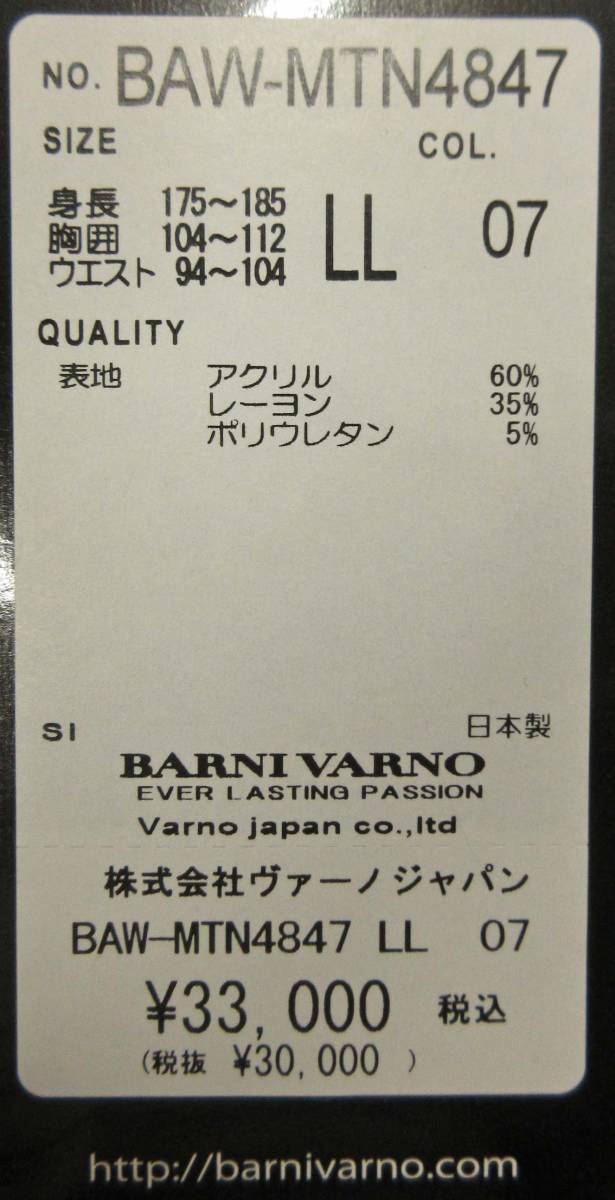 NO. BAW-MTN4847
SIZE COL.
身長 175～185 LL 07
胸囲 104～112
ウエスト 94～104
QUALITY
表地 アクリル 60%
レーヨン 35%
ポリウレタン 5%
SI 日本製
BARNI VARNO
EVER LASTING PASSION
Varno japan co.,ltd
株式会社ヴァーノジャパン
BAW-MTN4847 LL 07
¥33,000 税込
(税抜 ¥30,000 )
http://barnivarno.com